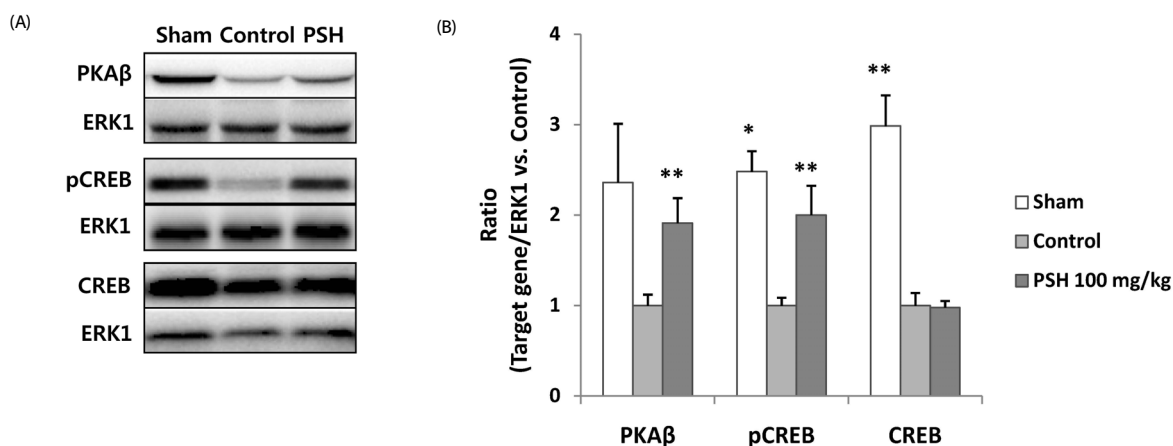 (A)
Sham Control PSH
PKAβ
ERK1
pCREB
ERK1
CREB
ERK1
(B)
Ratio
(Target gene/ERK1 vs. Control)
4
3
2
1
0
**
*
**
**
PKAβ
pCREB
CREB
Sham
Control
PSH 100 mg/kg